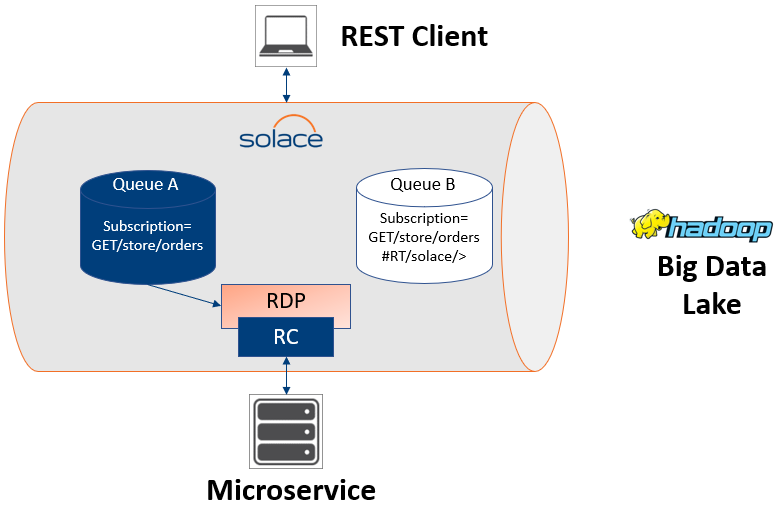 REST Client
solace
Queue A
Subscription=
GET/store/orders
Queue B
Subscription=
GET/store/orders
#RT/solace/>
hadoop
Big Data
Lake
RDP
RC
Microservice